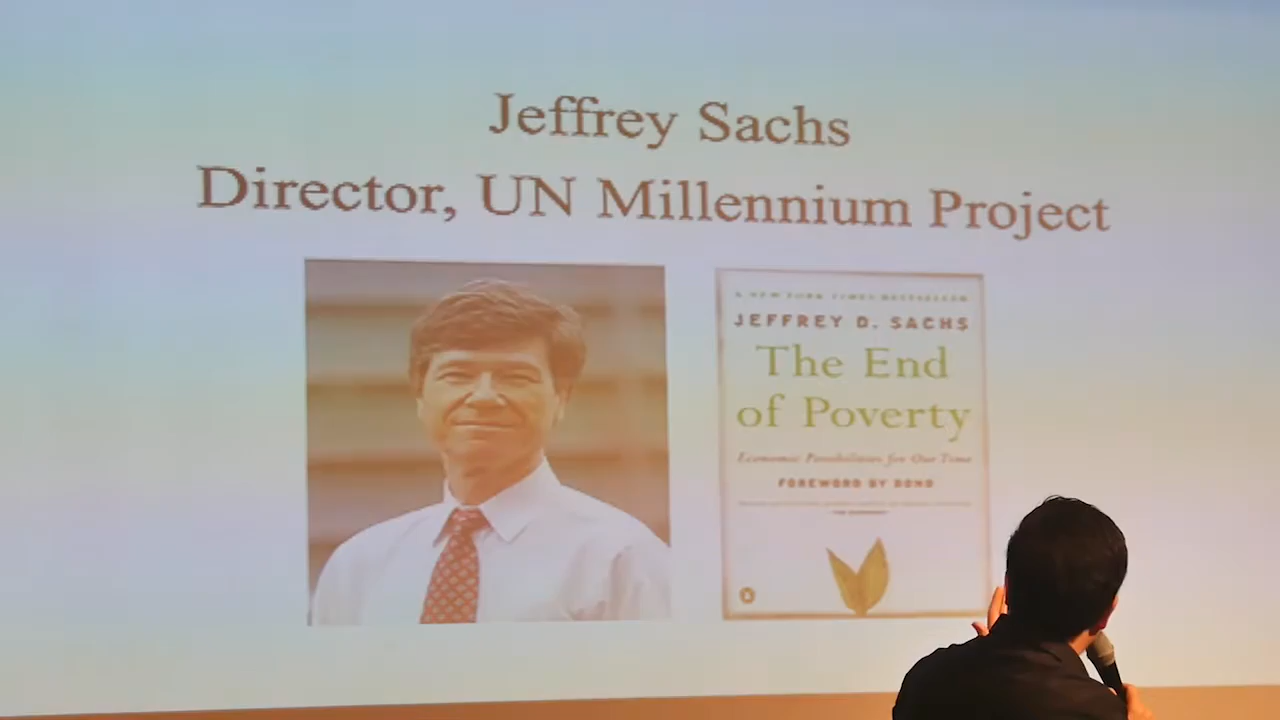 Jeffrey Sachs
Director, UN Millennium Project
A NEW YORK TIMES BESTSELLER
JEFFREY D. SACHS
The End
of Poverty
Economic Possibilities for Our Time
FOREWORD BY BONO